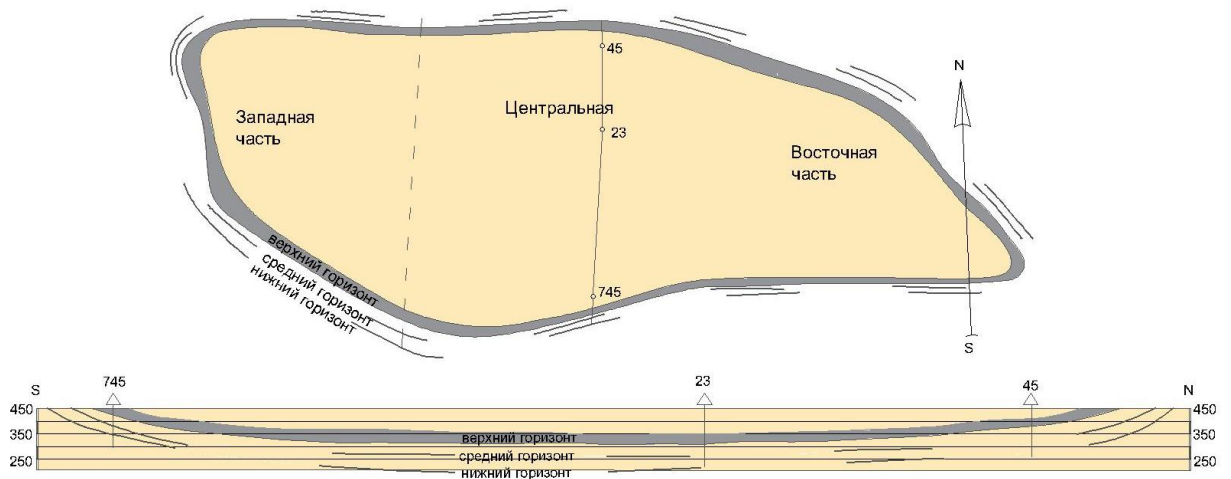 45
Западная
часть
Центральная
23
Восточная
часть
N
верхний горизонт
средний горизонт
нижний горизонт
745
S
S
745
23
45
N
450
450
верхний горизонт
350
350
средний горизонт
250
250
нижний горизонт